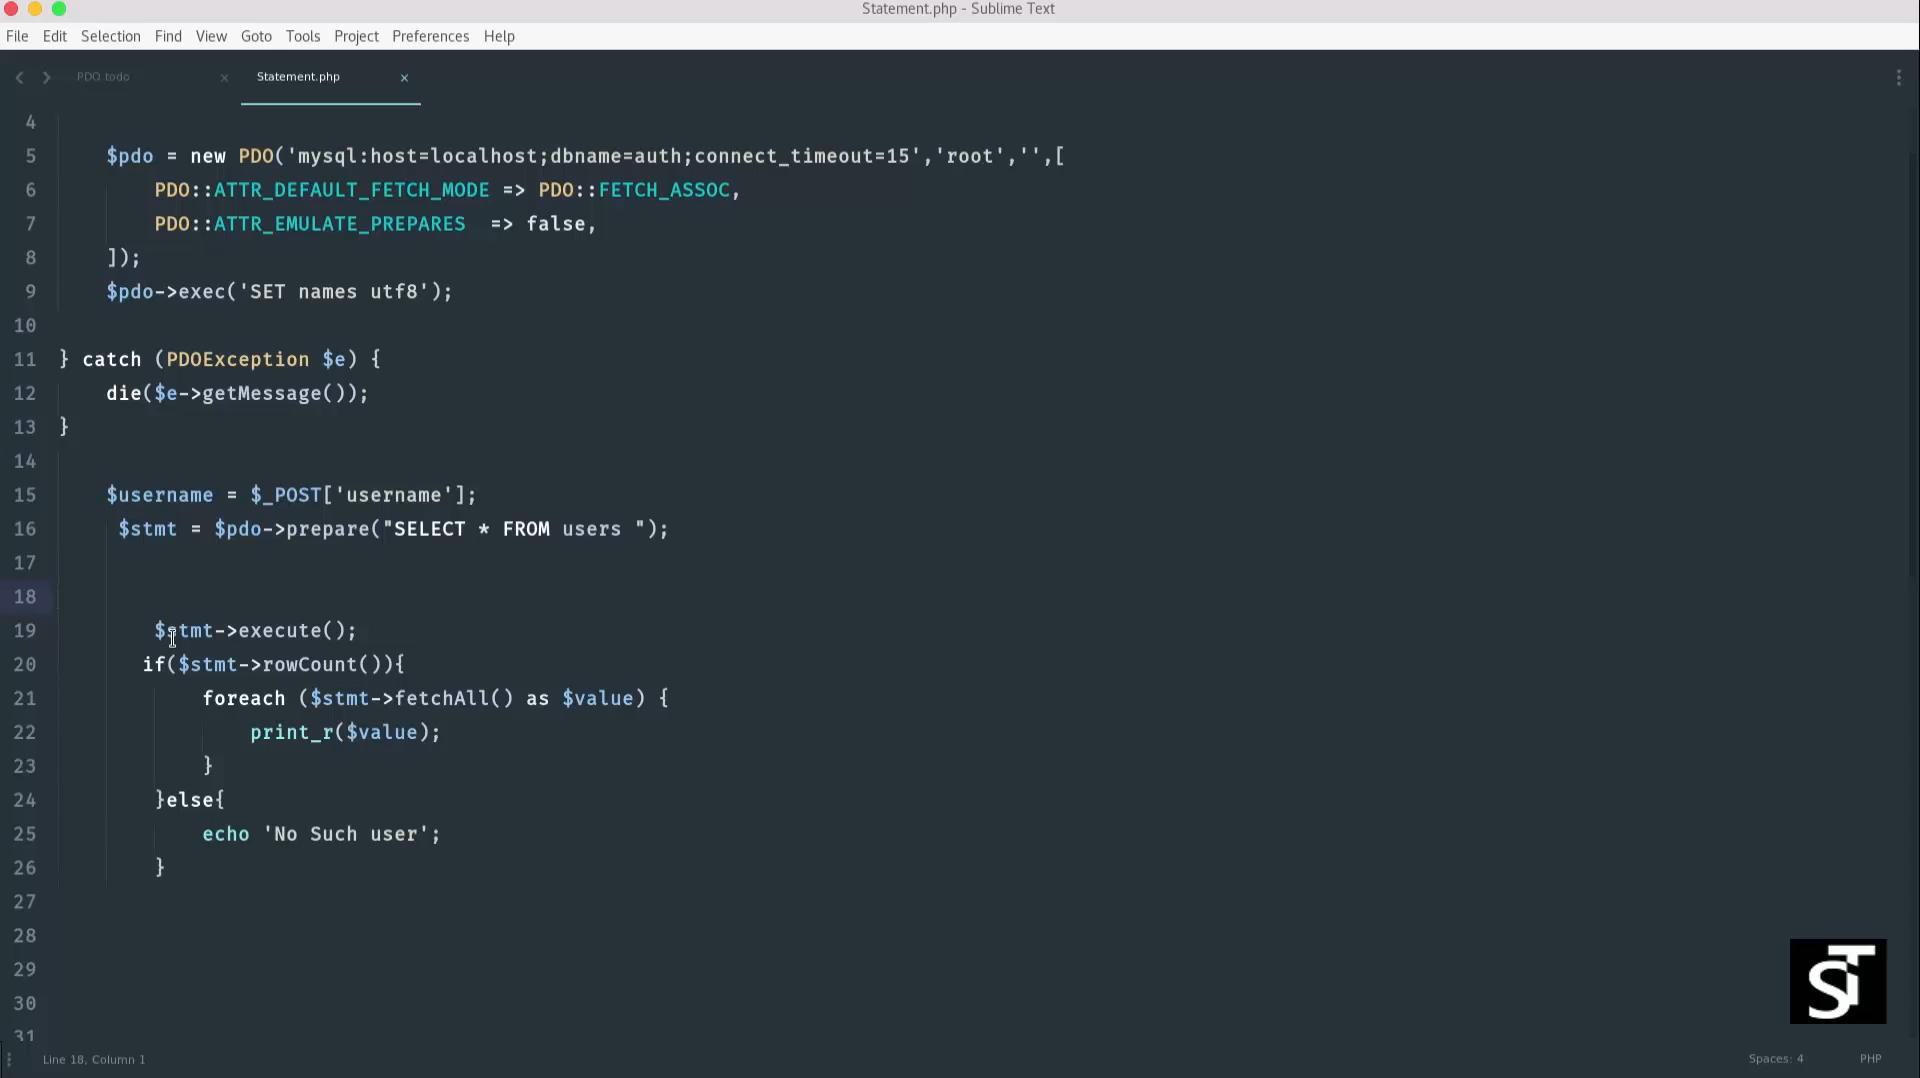 Statement.php - Sublime Text
File Edit Selection Find View Goto Tools Project Preferences Help
PDO todo × Statement.php ×
4
5 $pdo = new PDO('mysql:host=localhost;dbname=auth;connect_timeout=15','root','',[
6 PDO::ATTR_DEFAULT_FETCH_MODE => PDO::FETCH_ASSOC,
7 PDO::ATTR_EMULATE_PREPARES  => false,
8 ]);
9 $pdo->exec('SET names utf8');
10
11 } catch (PDOException $e) {
12 die($e->getMessage());
13 }
14
15 $username = $_POST['username'];
16 $stmt = $pdo->prepare("SELECT * FROM users ");
17
18
19 $stmt->execute();
20 if($stmt->rowCount()){
21 foreach ($stmt->fetchAll() as $value) {
22 print_r($value);
23 }
24 }else{
25 echo 'No Such user';
26 }
27
28
29
30
31
ST
Line 18, Column 1 Spaces: 4 PHP